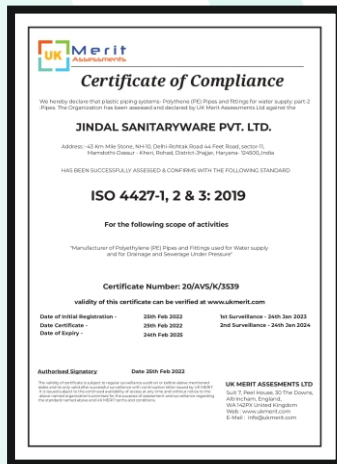 UK Merit
Assessments
Certificate of Compliance
We hereby declare that plastic piping systems- Polythene (PE) Pipes and fittings for water supply: part-2
Pipes. The Organization has been assessed and declared by UK Merit Assessments Ltd against the
JINDAL SANITARYWARE PVT. LTD.
Address :-43 Km Mile Stone, NH-10, Delhi-Rohtak Road 44 Feet Road, sector-11,
Kheri, Rohad, District-Jhajjar, Haryana- 124500, India
HAS BEEN SUCCESSFULLY ASSESSED & CONFIRMS WITH THE FOLLOWING STANDARD
ISO 4427-1, 2 & 3: 2019
For the following scope of activities
"Manufacturer of Polyethylene (PE) Pipes and Fittings used for Water supply
and for Drainage and Sewerage Under Pressure"
Certificate Number: 20/AVS/K/3539
validity of this certificate can be verified at www.ukmerit.com
Date of Initial Registration - 25th Feb 2022 1st Surveillance - 24th Jan 2023
Date Certificate - 25th Feb 2022 2nd Surveillance - 24th Jan 2024
Date of Expiry - 24th Feb 2025
Authorised Signatory Date 25th Feb 2022
UK MERIT ASSESMENTS LTD
Suit 7, Peel House, 30 The Downs,
Altrincham, England,
WA 142PX United Kingdom
Web : www.ukmerit.com
E-Mail : info@ukmerit.com